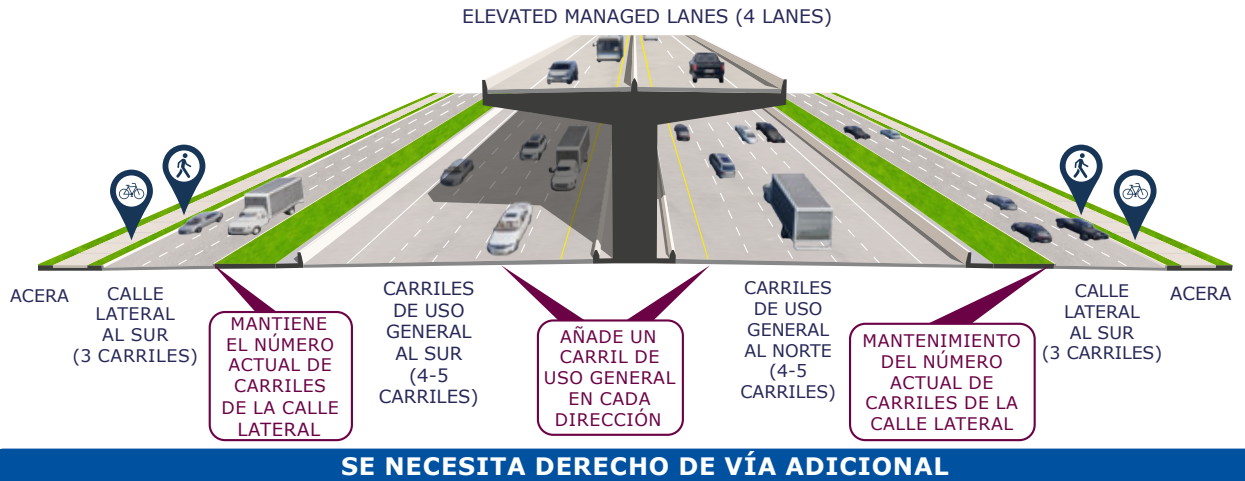 ELEVATED MANAGED LANES (4 LANES)
ACERA
CALLE
LATERAL
AL SUR
(3 CARRILES)
MANTIENE
EL NÚMERO
ACTUAL DE
CARRILES
DE LA CALLE
LATERAL
CARRILES
DE USO
GENERAL
AL SUR
(4-5
CARRILES)
AÑADE UN
CARRIL DE
USO GENERAL
EN CADA
DIRECCIÓN
CARRILES
DE USO
GENERAL
AL NORTE
(4-5
CARRILES)
MANTENIMIENTO
DEL NÚMERO
ACTUAL DE
CARRILES DE LA
CALLE LATERAL
CALLE
LATERAL
AL SUR
(3 CARRILES)
ACERA
SE NECESITA DERECHO DE VÍA ADICIONAL